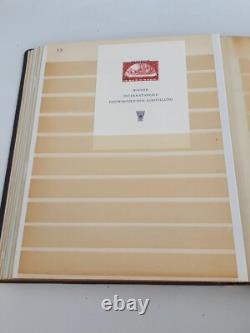 WIENER
INTERNATIONALE
POSTWERTZEICHEN-AUSSTELLUNG